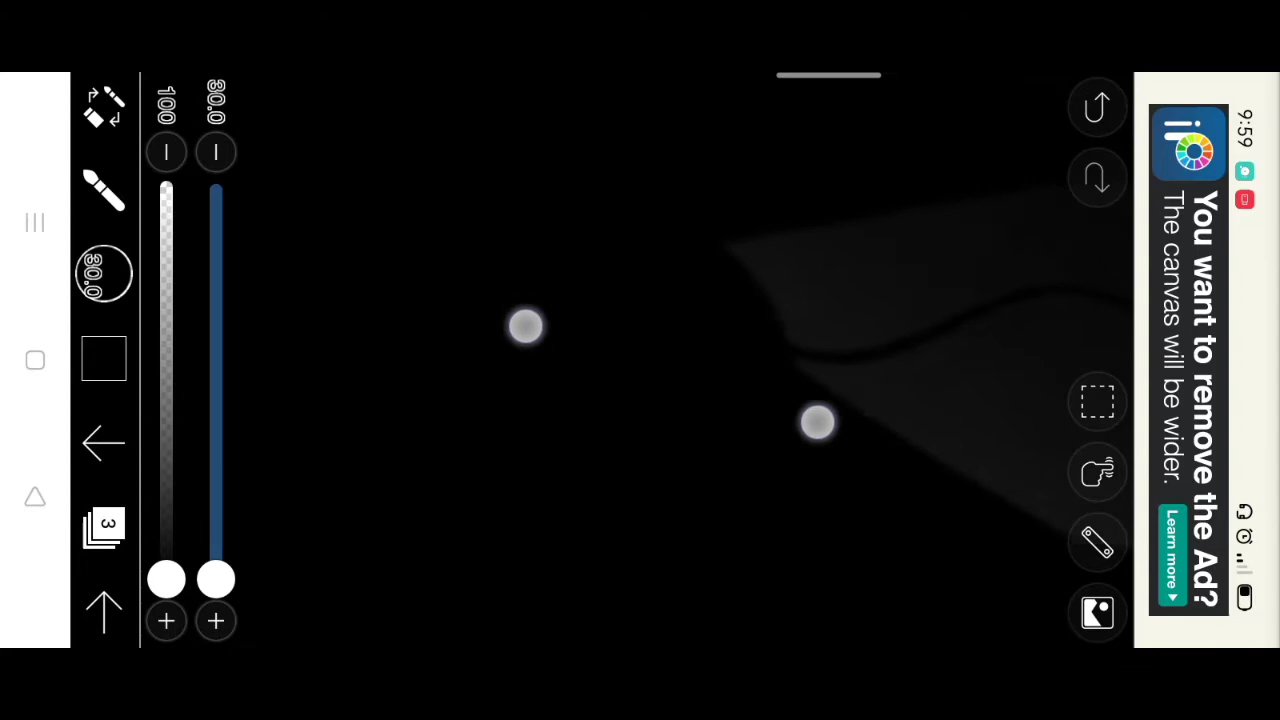 9:59
iP
You want to remove the Ad?
The canvas will be wider.
Learn more
30.0
100
30.0
3